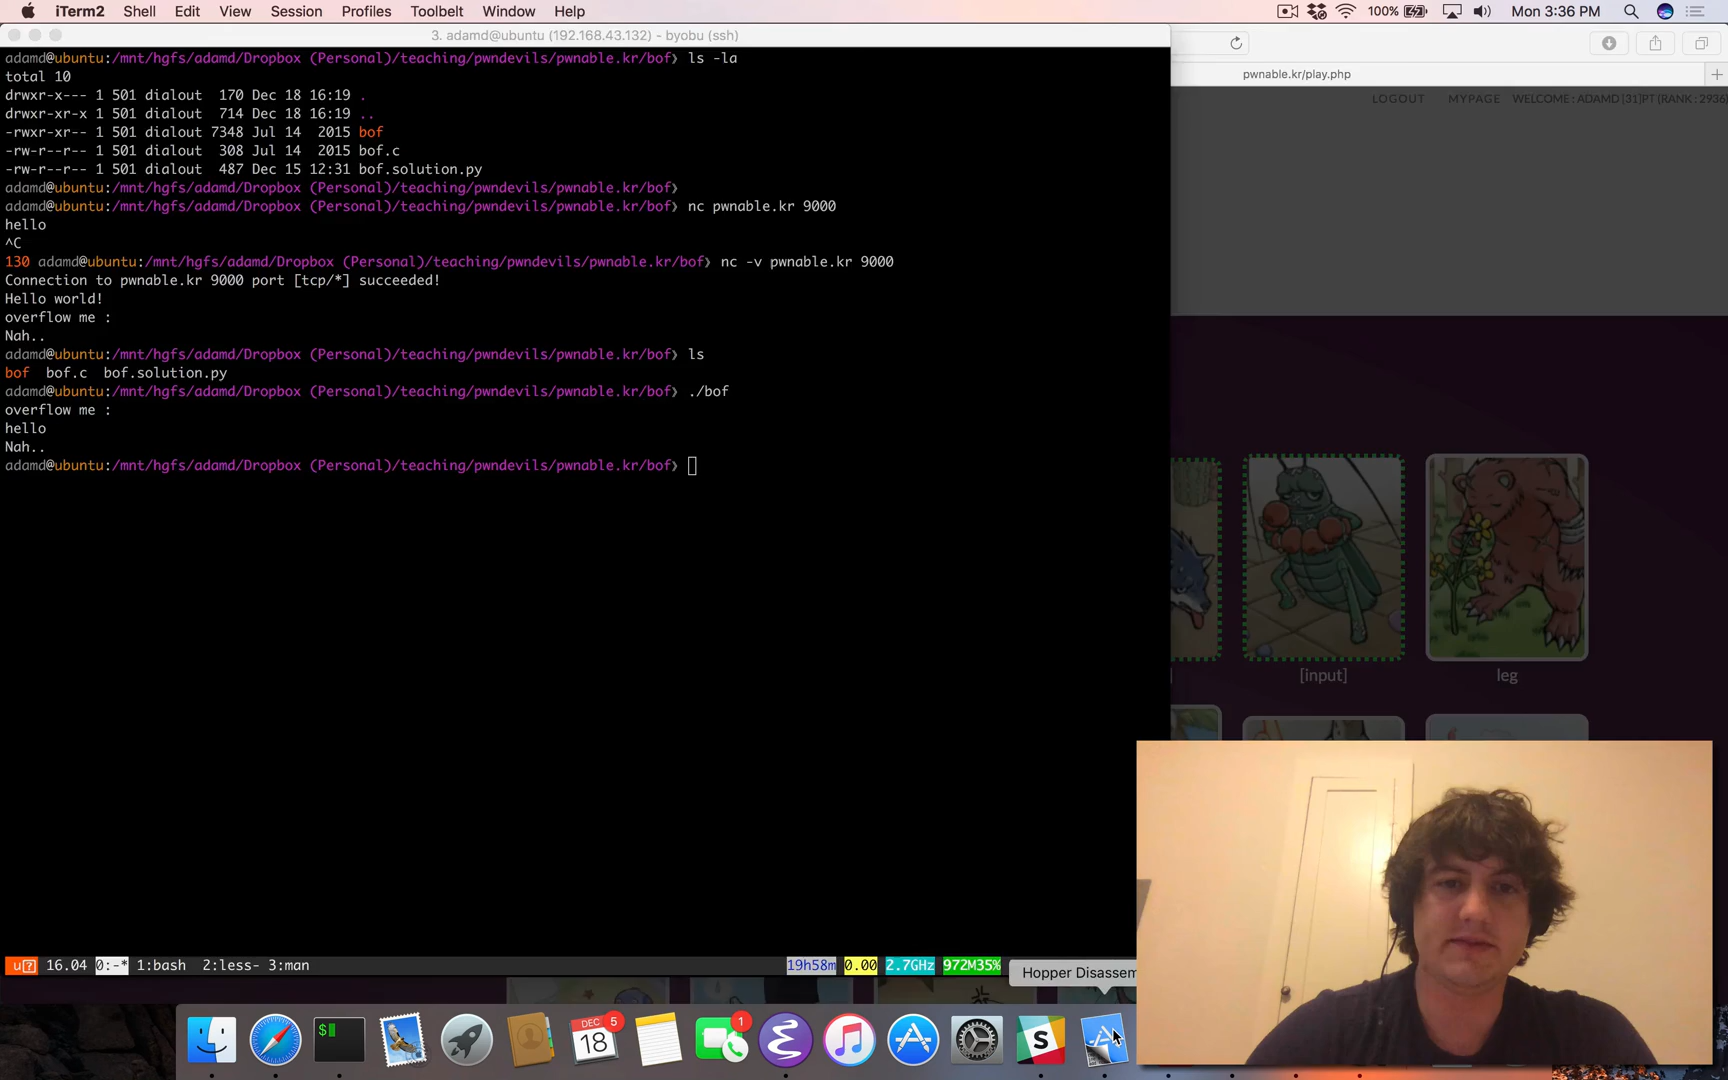 iTerm2 Shell Edit View Session Profiles Toolbelt Window Help 100% Mon 3:36 PM
3. adamd@ubuntu (192.168.43.132) - byobu (ssh)
adamd@ubuntu:/mnt/hgfs/adamd/Dropbox (Personal)/teaching/pwndevils/pwnable.kr/bof❯ ls -la
total 10
drwxr-x--- 1 501 dialout 170 Dec 18 16:19 .
drwxr-xr-x 1 501 dialout 714 Dec 18 16:19 ..
-rwxr-xr-- 1 501 dialout 7348 Jul 14 2015 bof
-rw-r--r-- 1 501 dialout 308 Jul 14 2015 bof.c
-rw-r--r-- 1 501 dialout 487 Dec 15 12:31 bof.solution.py
adamd@ubuntu:/mnt/hgfs/adamd/Dropbox (Personal)/teaching/pwndevils/pwnable.kr/bof❯
adamd@ubuntu:/mnt/hgfs/adamd/Dropbox (Personal)/teaching/pwndevils/pwnable.kr/bof❯ nc pwnable.kr 9000
hello
^C
130 adamd@ubuntu:/mnt/hgfs/adamd/Dropbox (Personal)/teaching/pwndevils/pwnable.kr/bof❯ nc -v pwnable.kr 9000
Connection to pwnable.kr 9000 port [tcp/*] succeeded!
Hello world!
overflow me :
Nah..
adamd@ubuntu:/mnt/hgfs/adamd/Dropbox (Personal)/teaching/pwndevils/pwnable.kr/bof❯ ls
bof bof.c bof.solution.py
adamd@ubuntu:/mnt/hgfs/adamd/Dropbox (Personal)/teaching/pwndevils/pwnable.kr/bof❯ ./bof
overflow me :
hello
Nah..
adamd@ubuntu:/mnt/hgfs/adamd/Dropbox (Personal)/teaching/pwndevils/pwnable.kr/bof❯
u? 16.04 0:-* 1:bash 2:less- 3:man 19h58m 0.00 2.7GHz 972M35%
pwnable.kr/play.php
LOGOUT MYPAGE WELCOME : ADAMD [31]PT (RANK : 2936
[input] leg
Hopper Disassem
DEC 18 5
1
$
S